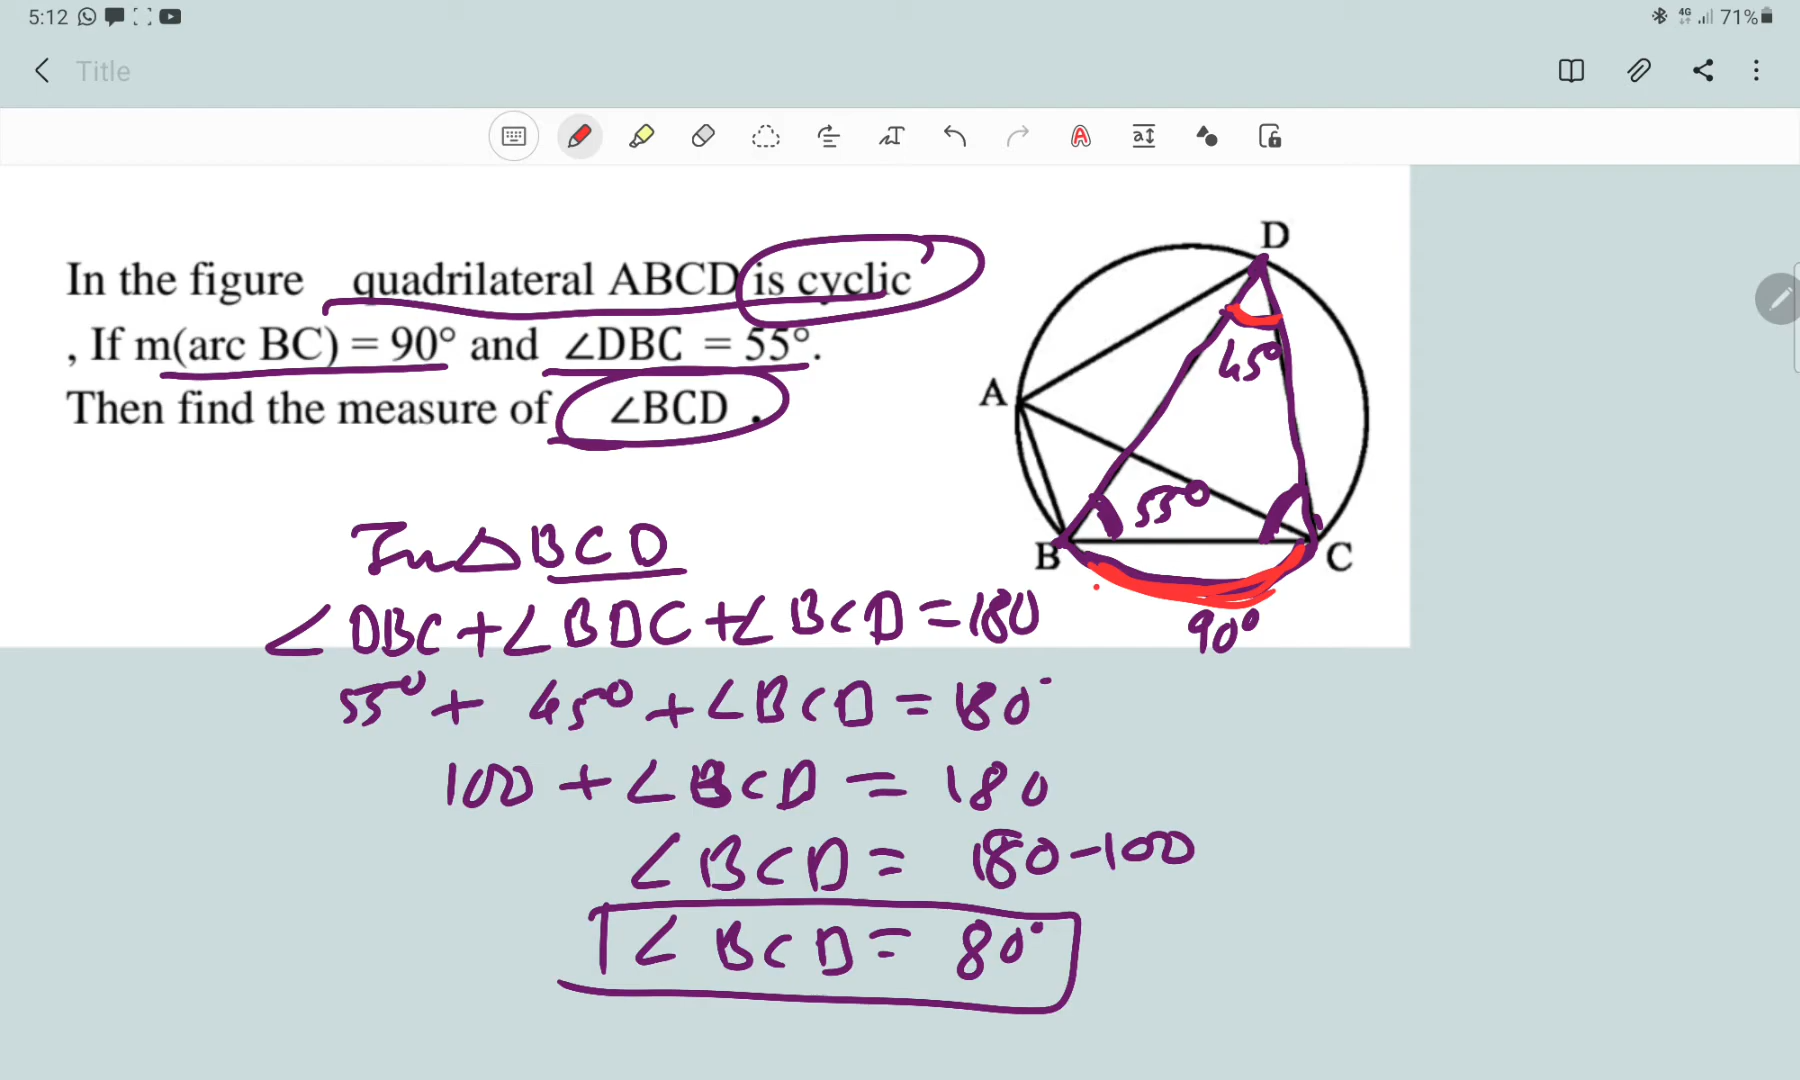 5:12
4G 71%
Title
In the figure quadrilateral ABCD is cyclic
, If m(arc BC) = 90° and ∠DBC = 55°.
Then find the measure of ∠BCD .
D
A
B
C
45°
55°
90°
In △ BCD
∠ DBC + ∠ BDC + ∠ BCD = 180
55° + 45° + ∠ BCD = 180°
100 + ∠ BCD = 180
∠ BCD = 180 - 100
∠ BCD = 80°